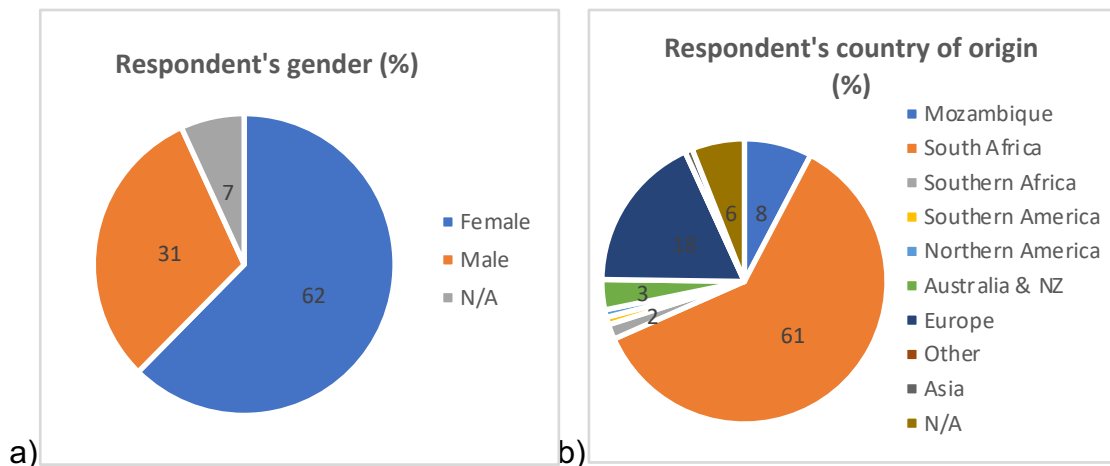 Respondent's gender (%)
7
31
62
Female
Male
N/A
a)
Respondent's country of origin
(%)
6
8
18
3
2
61
Mozambique
South Africa
Southern Africa
Southern America
Northern America
Australia & NZ
Europe
Other
Asia
N/A
b)